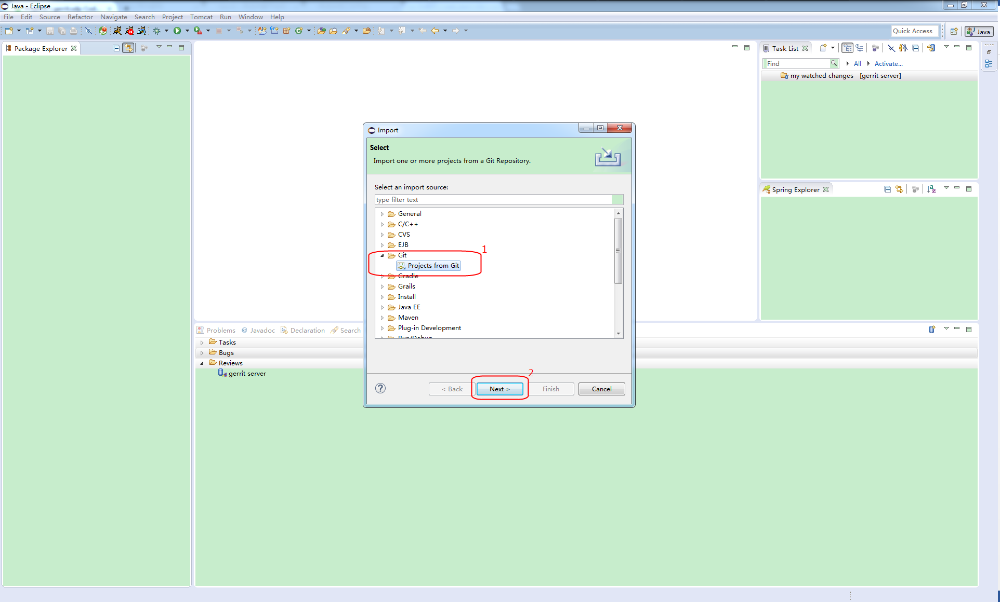 Java - Eclipse
File Edit Source Refactor Navigate Search Project Tomcat Run Window Help
Quick Access
Java
Package Explorer
Task List
Find
All
Activate...
my watched changes [gerrit server]
Import
Select
Import one or more projects from a Git Repository.
Select an import source:
type filter text
General
C/C++
CVS
EJB
1
Git
Projects from Git
Gradle
Grails
Install
Java EE
Maven
Plug-in Development
Run/Debug
2
< Back
Next >
Finish
Cancel
Spring Explorer
Problems @ Javadoc Declaration Search
Tasks
Bugs
Reviews
gerrit server